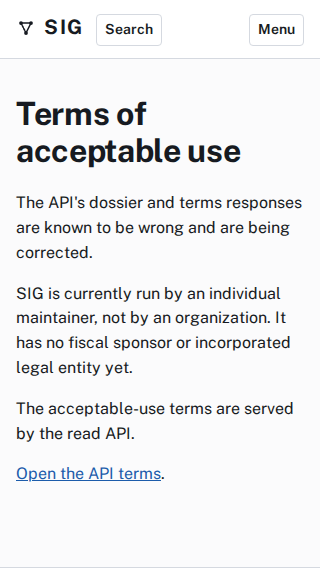 SIG Search Menu
Terms of
acceptable use
The API's dossier and terms responses
are known to be wrong and are being
corrected.
SIG is currently run by an individual
maintainer, not by an organization. It
has no fiscal sponsor or incorporated
legal entity yet.
The acceptable-use terms are served
by the read API.
Open the API terms.